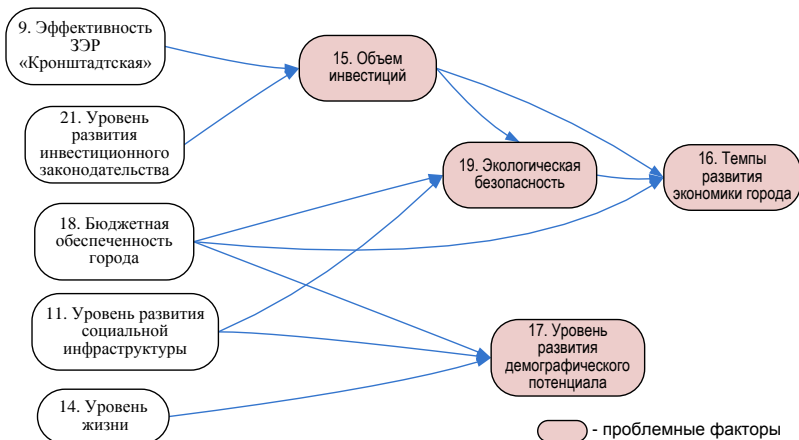 9. Эффективность
ЗЭР
«Кронштадтская»
15. Объем
инвестиций
21. Уровень
развития
инвестиционного
законодательства
19. Экологическая
безопасность
16. Темпы
развития
экономики города
18. Бюджетная
обеспеченность
города
11. Уровень развития
социальной
инфраструктуры
17. Уровень
развития
демографического
потенциала
14. Уровень
жизни
- проблемные факторы